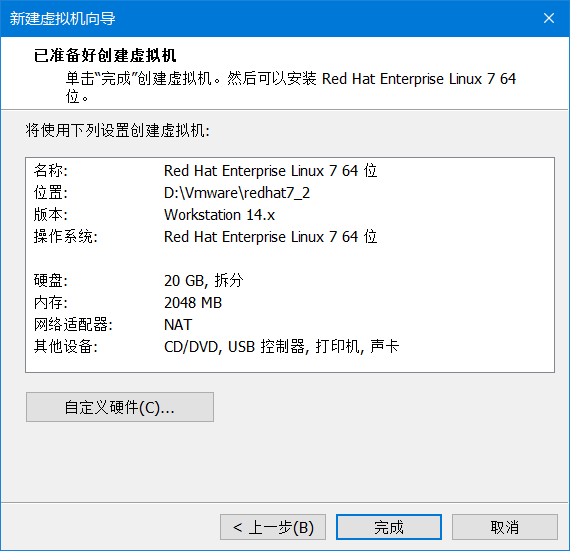 新建虚拟机向导
已准备好创建虚拟机
单击“完成”创建虚拟机。然后可以安装 Red Hat Enterprise Linux 7 64
位。
将使用下列设置创建虚拟机:
名称: Red Hat Enterprise Linux 7 64 位
位置: D:\Vmware\redhat7_2
版本: Workstation 14.x
操作系统: Red Hat Enterprise Linux 7 64 位
硬盘: 20 GB, 拆分
内存: 2048 MB
网络适配器: NAT
其他设备: CD/DVD, USB 控制器, 打印机, 声卡
自定义硬件(C)...
< 上一步(B) 完成 取消